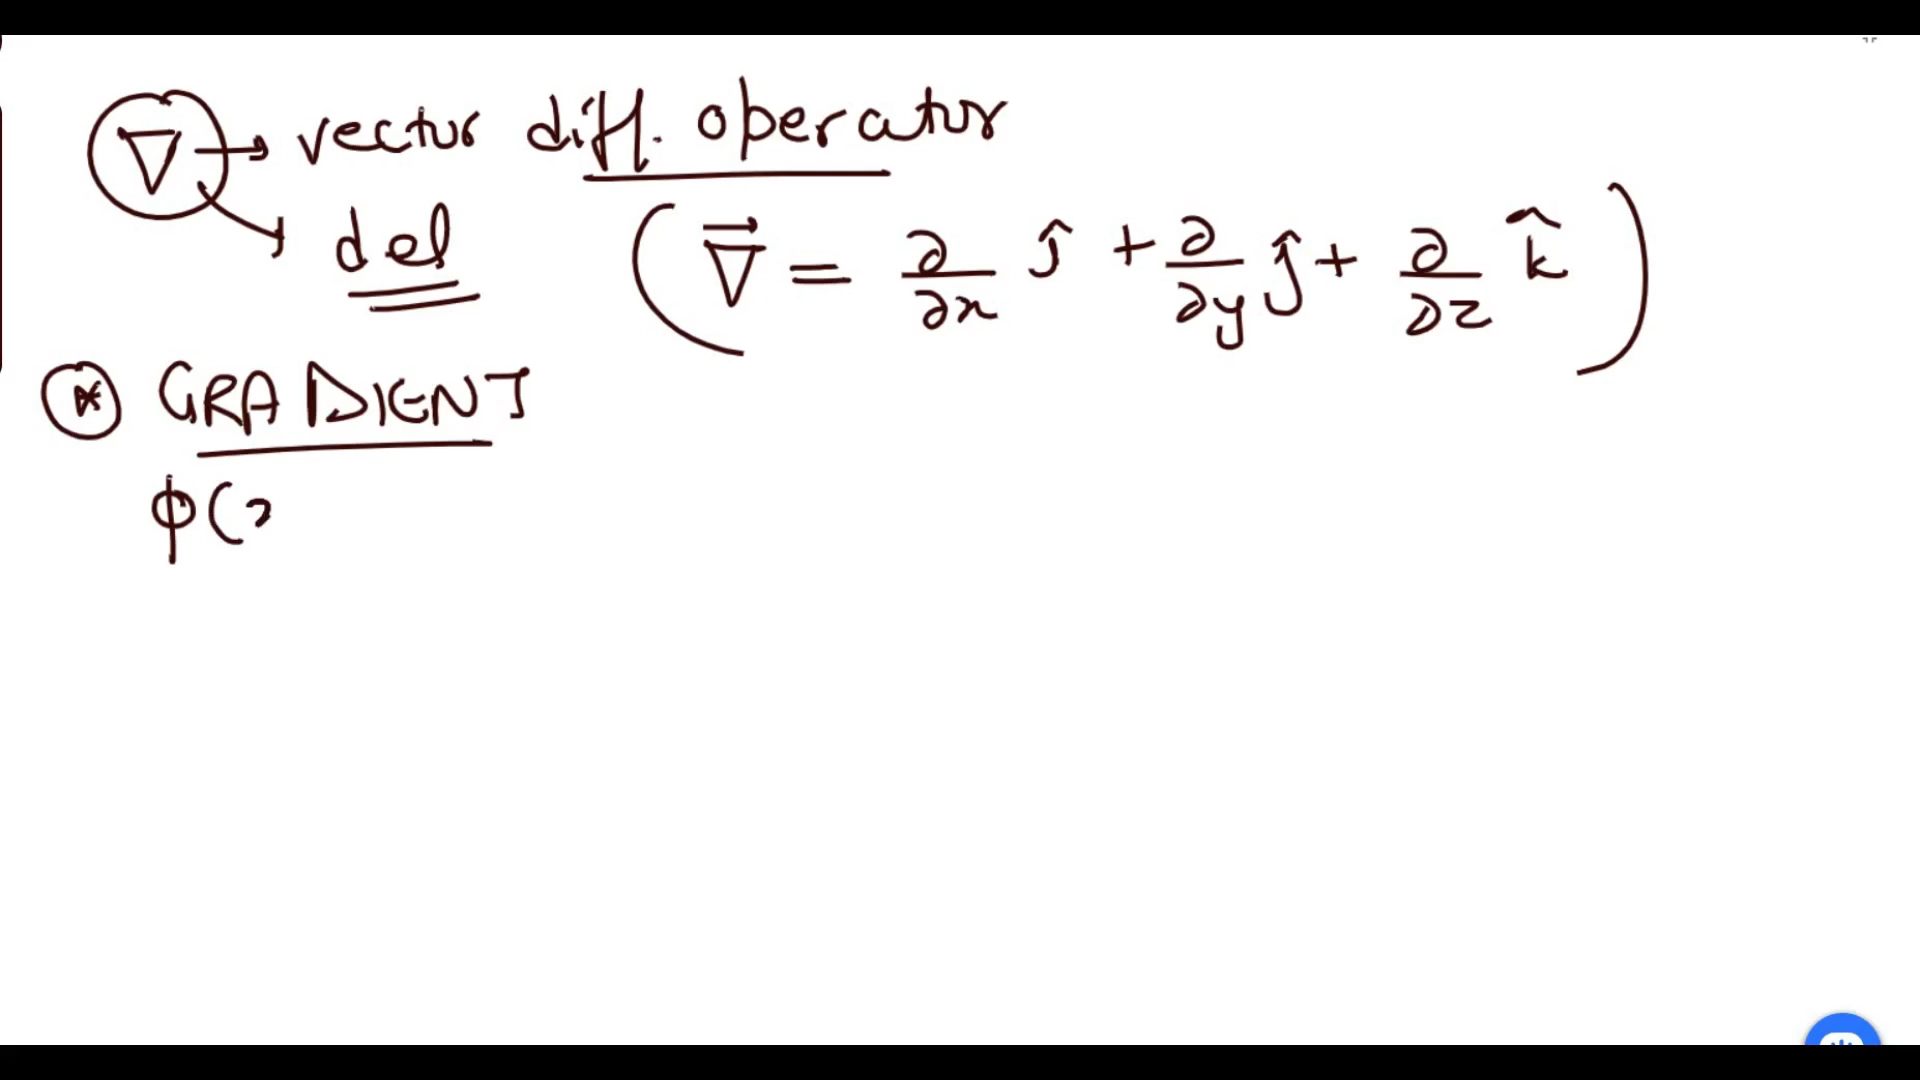 ∇ → vector diff. operator
del ( ∇⃗ = ∂/∂x ĵ + ∂/∂y ĵ + ∂/∂z k̂ )
* GRADIENT
ϕ(x